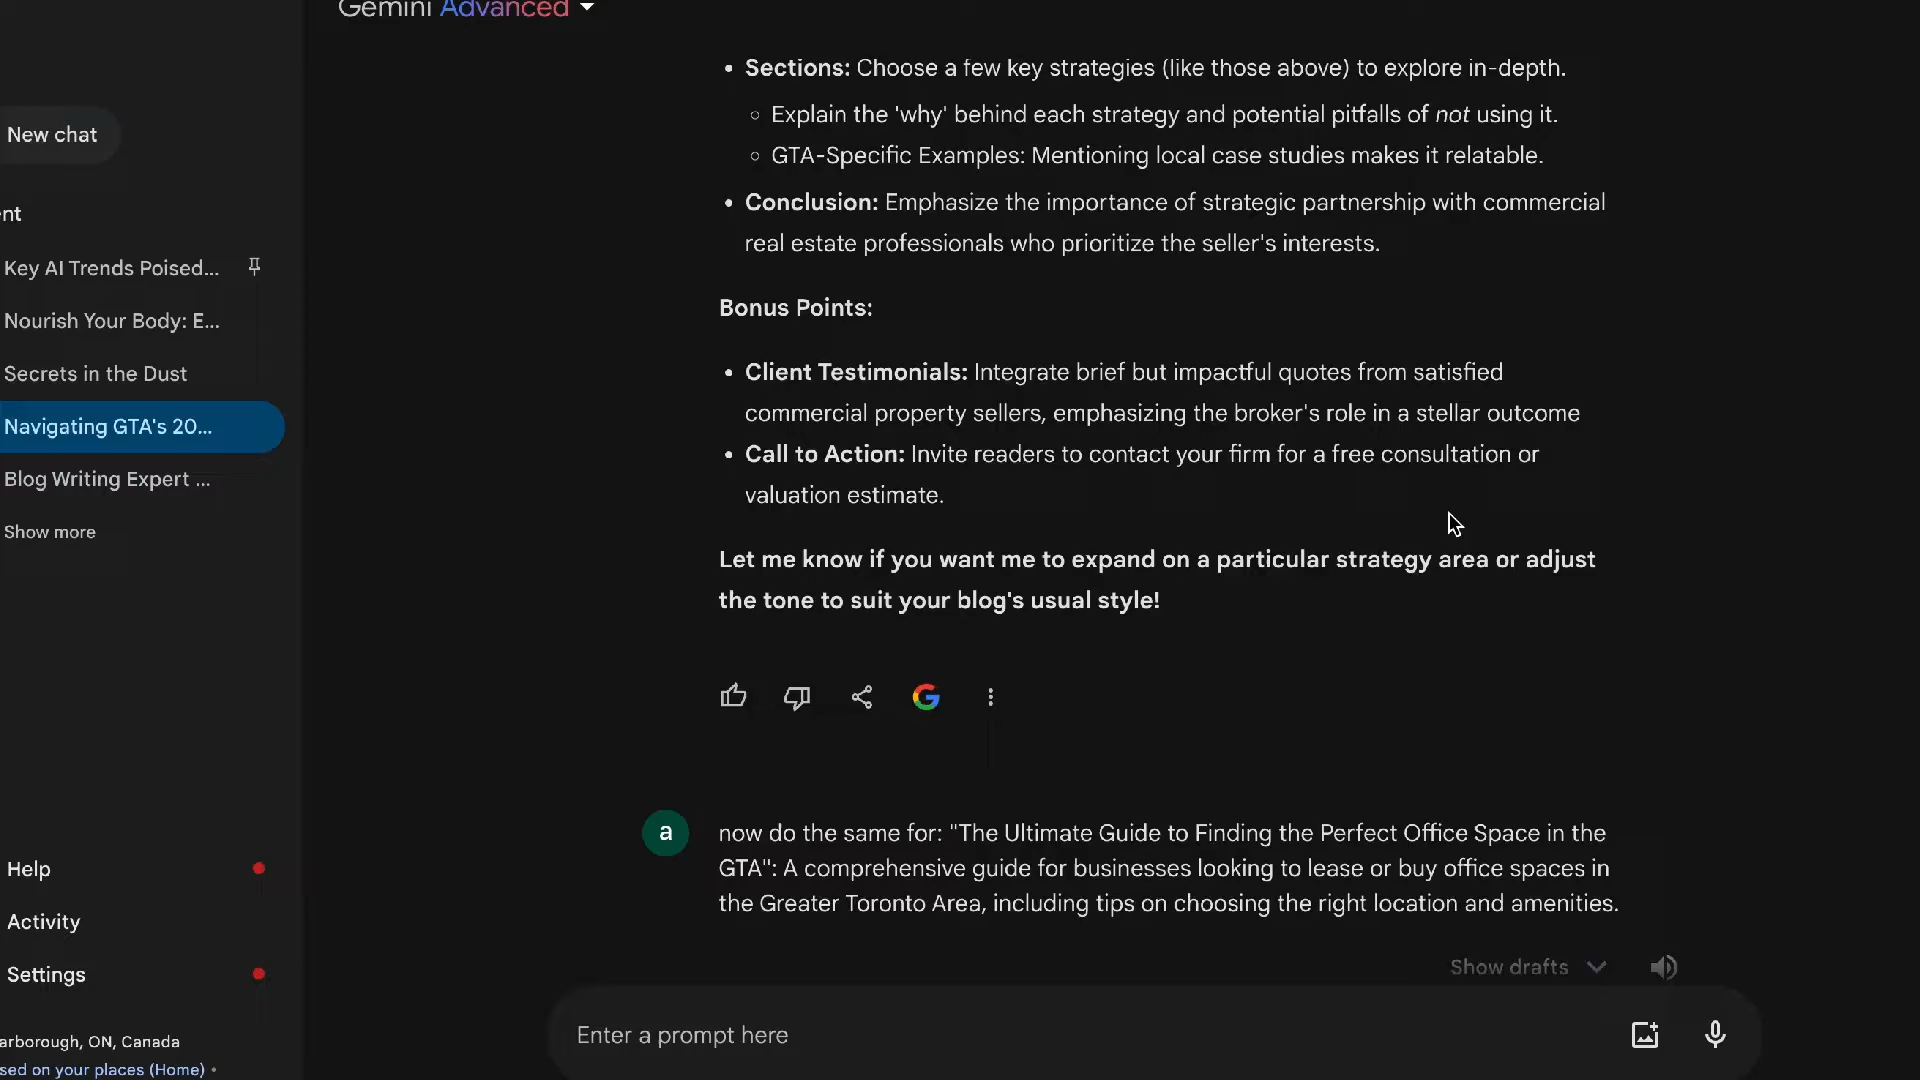 Gemini Advanced
New chat
ent
Key AI Trends Poised...
Nourish Your Body: E...
Secrets in the Dust
Navigating GTA's 20...
Blog Writing Expert ...
Show more
Help
Activity
Settings
arborough, ON, Canada
sed on your places (Home) •
• Sections: Choose a few key strategies (like those above) to explore in-depth.
◦ Explain the 'why' behind each strategy and potential pitfalls of not using it.
◦ GTA-Specific Examples: Mentioning local case studies makes it relatable.
• Conclusion: Emphasize the importance of strategic partnership with commercial
real estate professionals who prioritize the seller's interests.
Bonus Points:
• Client Testimonials: Integrate brief but impactful quotes from satisfied
commercial property sellers, emphasizing the broker's role in a stellar outcome
• Call to Action: Invite readers to contact your firm for a free consultation or
valuation estimate.
Let me know if you want me to expand on a particular strategy area or adjust
the tone to suit your blog's usual style!
a
now do the same for: "The Ultimate Guide to Finding the Perfect Office Space in the
GTA": A comprehensive guide for businesses looking to lease or buy office spaces in
the Greater Toronto Area, including tips on choosing the right location and amenities.
Show drafts
Enter a prompt here